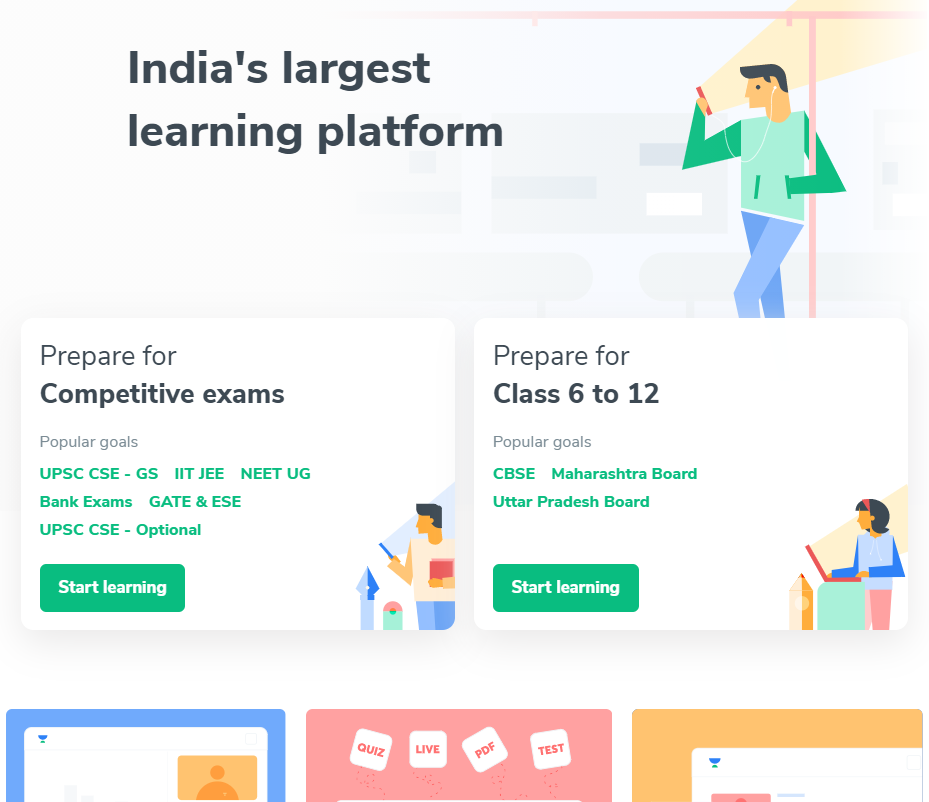 India's largest
learning platform
Prepare for
Competitive exams
Popular goals
UPSC CSE - GS IIT JEE NEET UG
Bank Exams GATE & ESE
UPSC CSE - Optional
Start learning
Prepare for
Class 6 to 12
Popular goals
CBSE Maharashtra Board
Uttar Pradesh Board
Start learning
QUIZ LIVE PDF TEST